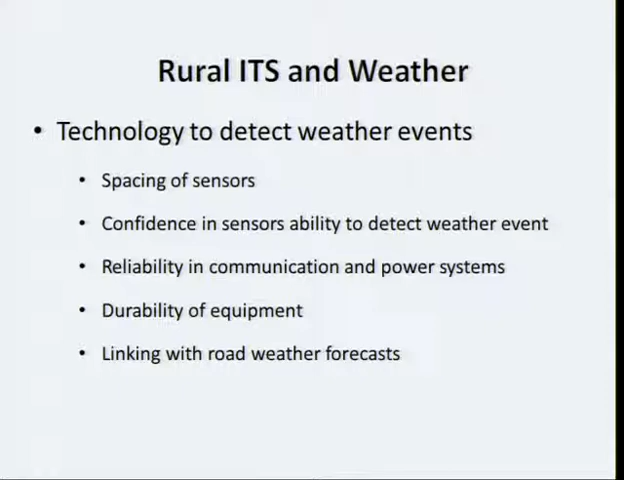 Rural ITS and Weather
• Technology to detect weather events
• Spacing of sensors
• Confidence in sensors ability to detect weather event
• Reliability in communication and power systems
• Durability of equipment
• Linking with road weather forecasts